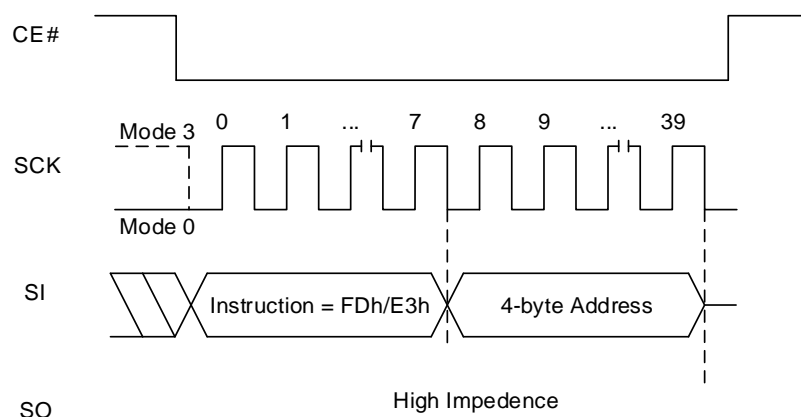 CE#
0 1 ... 7 8 9 ... 39
Mode 3
SCK
Mode 0
SI
Instruction = FDh/E3h
4-byte Address
High Impedence
SO